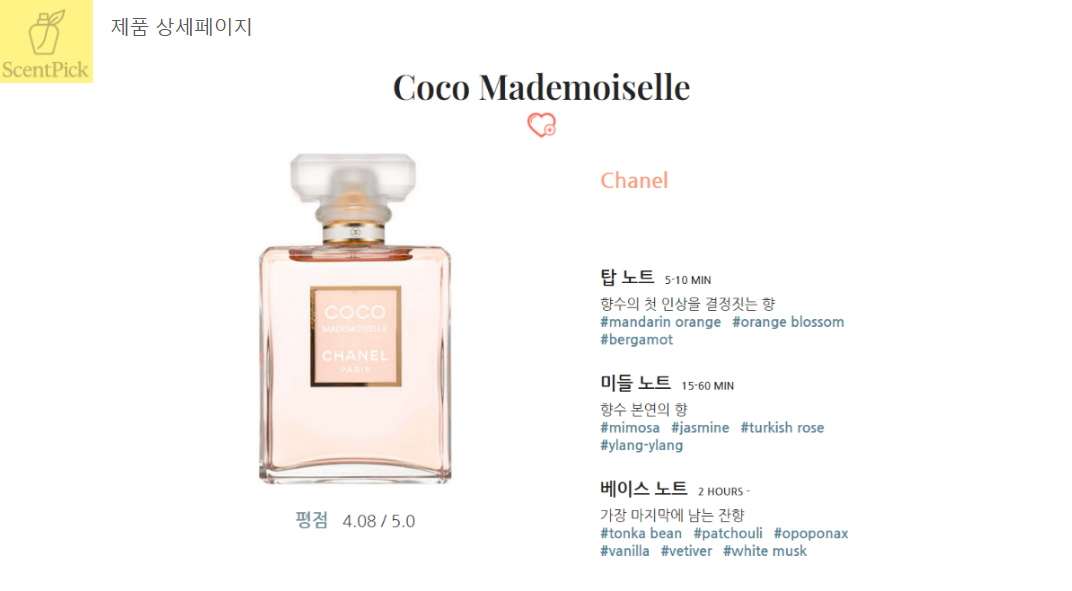 ScentPick
제품 상세페이지
Coco Mademoiselle
COCO
MADEMOISELLE
CHANEL
PARIS
평점 4.08 / 5.0
Chanel
탑 노트 5-10 MIN
향수의 첫 인상을 결정짓는 향
#mandarin orange #orange blossom
#bergamot
미들 노트 15-60 MIN
향수 본연의 향
#mimosa #jasmine #turkish rose
#ylang-ylang
베이스 노트 2 HOURS -
가장 마지막에 남는 잔향
#tonka bean #patchouli #opoponax
#vanilla #vetiver #white musk